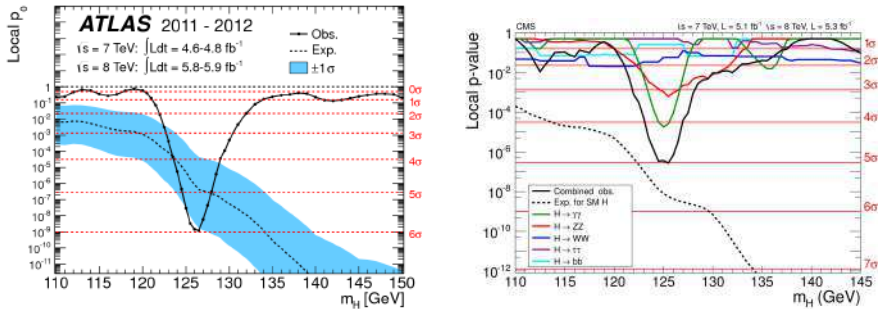 ATLAS 2011 - 2012
√s = 7 TeV: ∫Ldt = 4.6-4.8 fb⁻¹
√s = 8 TeV: ∫Ldt = 5.8-5.9 fb⁻¹
Obs.
Exp.
±1σ
Local p₀
1
10⁻¹
10⁻²
10⁻³
10⁻⁴
10⁻⁵
10⁻⁶
10⁻⁷
10⁻⁸
10⁻⁹
10⁻¹⁰
10⁻¹¹
0σ
1σ
2σ
3σ
4σ
5σ
6σ
110 115 120 125 130 135 140 145 150
m_H [GeV]
CMS √s = 7 TeV, L = 5.1 fb⁻¹ √s = 8 TeV, L = 5.3 fb⁻¹
Local p-value
1
10⁻²
10⁻⁴
10⁻⁶
10⁻⁸
10⁻¹⁰
10⁻¹²
1σ
2σ
3σ
4σ
5σ
6σ
7σ
Combined obs.
Exp. for SM H
H → γγ
H → ZZ
H → WW
H → ττ
H → bb
110 115 120 125 130 135 140 145
m_H (GeV)